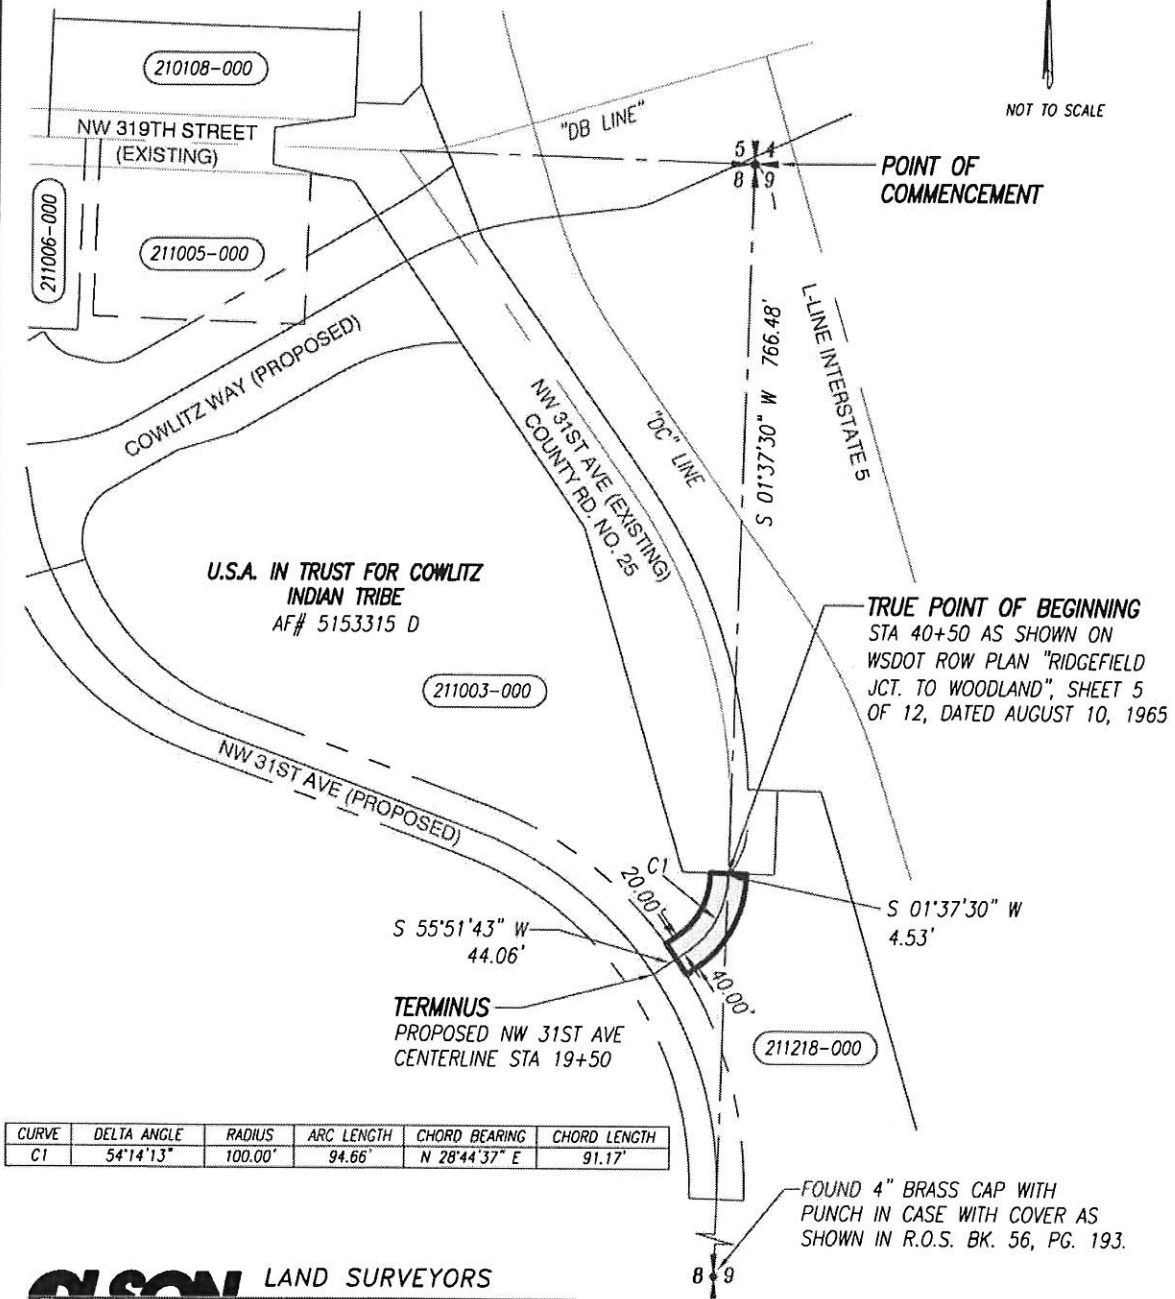 210108-000
NOT TO SCALE
"DB LINE"
NW 319TH STREET
(EXISTING)
5 4
8 9
POINT OF
COMMENCEMENT
211006-000
211005-000
COWLITZ WAY (PROPOSED)
S 01°37'30" W 766.48'
L-LINE INTERSTATE 5
"DC" LINE
NW 31ST AVE (EXISTING)
COUNTY RD. NO. 25
U.S.A. IN TRUST FOR COWLITZ
INDIAN TRIBE
AF# 5153315 D
TRUE POINT OF BEGINNING
STA 40+50 AS SHOWN ON
WSDOT ROW PLAN "RIDGEFIELD
JCT. TO WOODLAND", SHEET 5
OF 12, DATED AUGUST 10, 1965
211003-000
NW 31ST AVE (PROPOSED)
C1
20.00'
S 01°37'30" W
4.53'
S 55°51'43" W
44.06'
40.00'
TERMINUS
PROPOSED NW 31ST AVE
CENTERLINE STA 19+50
211218-000
CURVE DELTA ANGLE RADIUS ARC LENGTH CHORD BEARING CHORD LENGTH
C1 54°14'13" 100.00' 94.66' N 28°44'37" E 91.17'
FOUND 4" BRASS CAP WITH
PUNCH IN CASE WITH COVER AS
SHOWN IN R.O.S. BK. 56, PG. 193.
8 9
OLSON LAND SURVEYORS